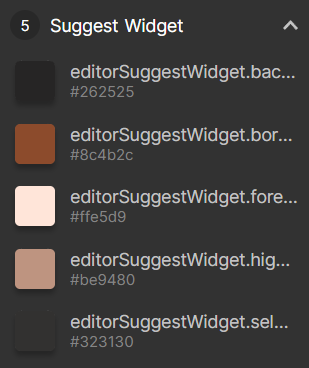 5 Suggest Widget
editorSuggestWidget.bac...
#262525
editorSuggestWidget.bor...
#8c4b2c
editorSuggestWidget.fore...
#ffe5d9
editorSuggestWidget.hig...
#be9480
editorSuggestWidget.sel...
#323130